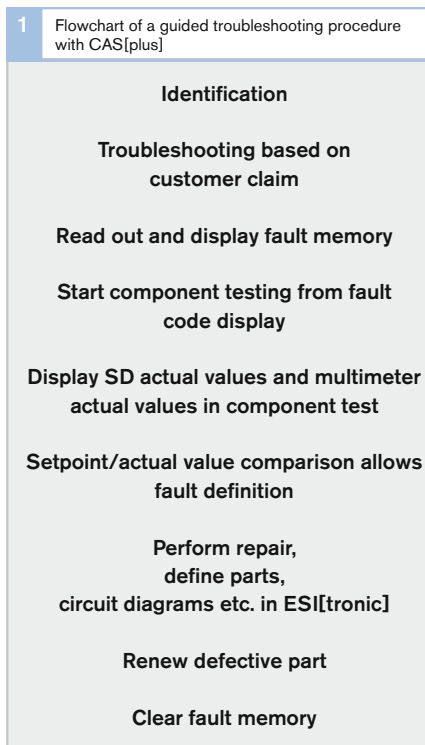 1
Flowchart of a guided troubleshooting procedure
with CAS[plus]
Identification
Troubleshooting based on
customer claim
Read out and display fault memory
Start component testing from fault
code display
Display SD actual values and multimeter
actual values in component test
Setpoint/actual value comparison allows
fault definition
Perform repair,
define parts,
circuit diagrams etc. in ESI[tronic]
Renew defective part
Clear fault memory